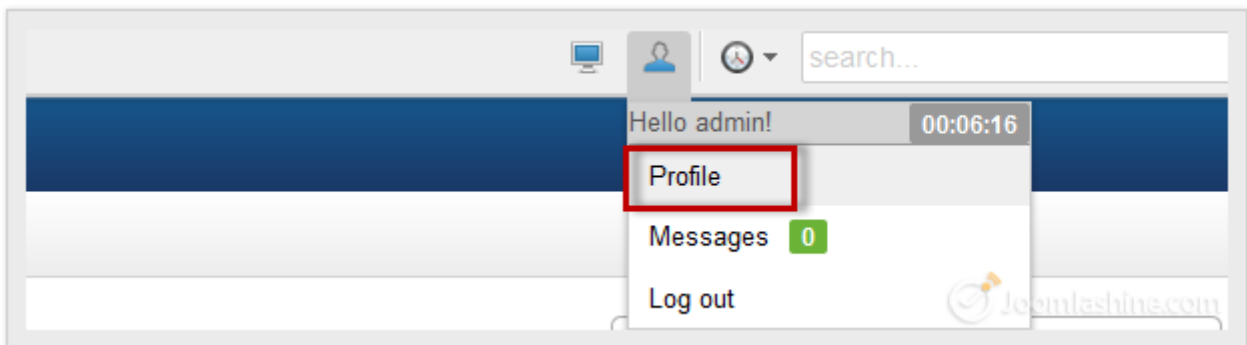 search...
Hello admin! 00:06:16
Profile
Messages 0
Log out
Joomlashine.com